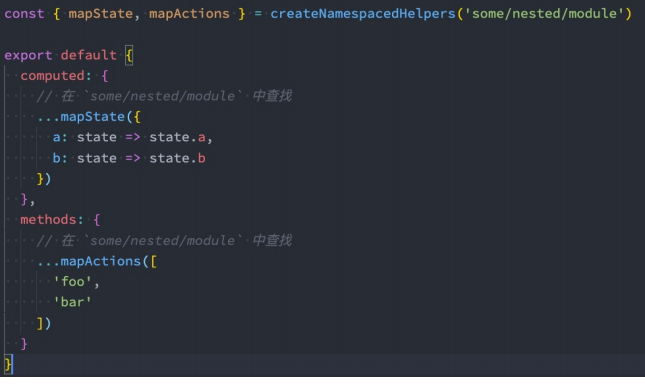 const { mapState, mapActions } = createNamespacedHelpers('some/nested/module')

export default {
  computed: {
    // 在 `some/nested/module` 中查找
    ...mapState({
      a: state => state.a,
      b: state => state.b
    })
  },
  methods: {
    // 在 `some/nested/module` 中查找
    ...mapActions([
      'foo',
      'bar'
    ])
  }
}